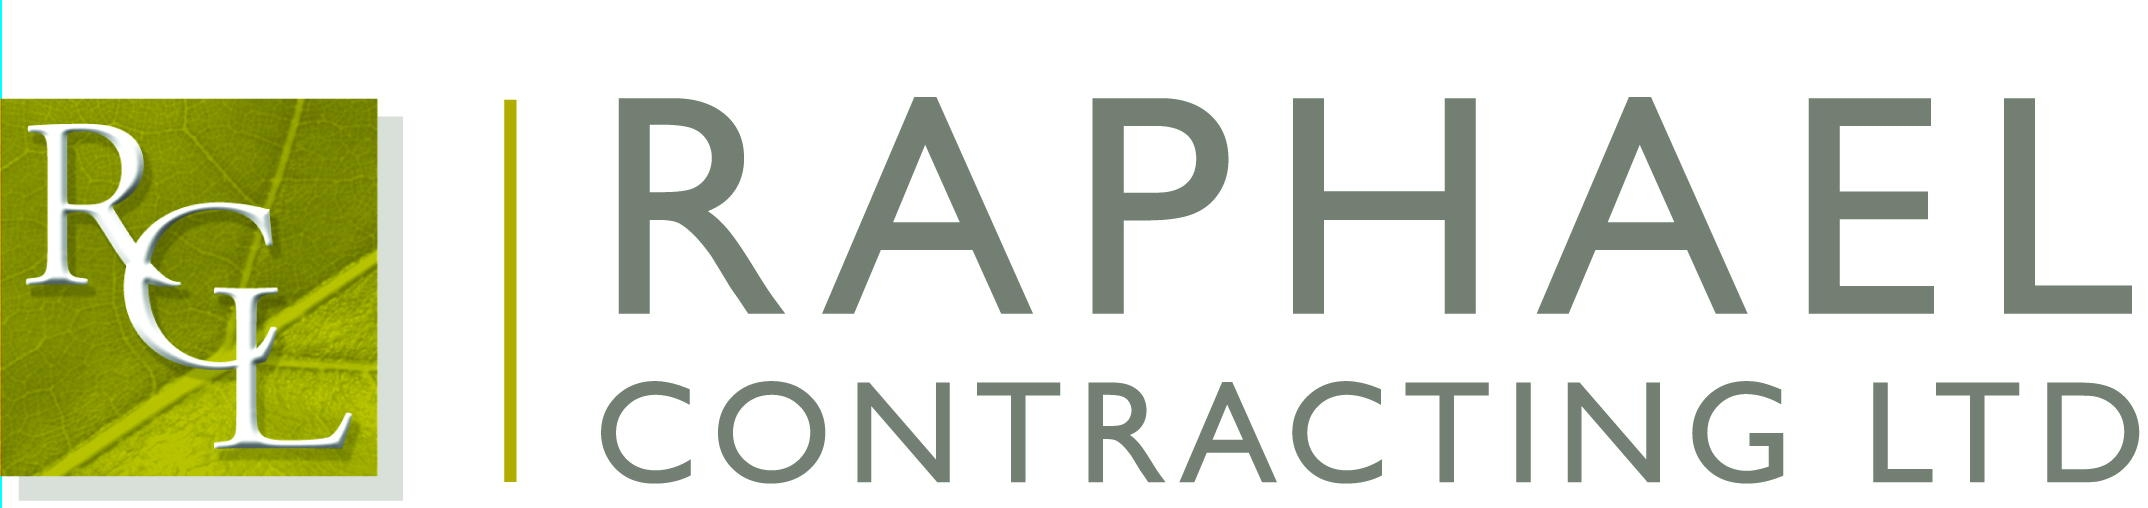 RCL
RAPHAEL
CONTRACTING LTD